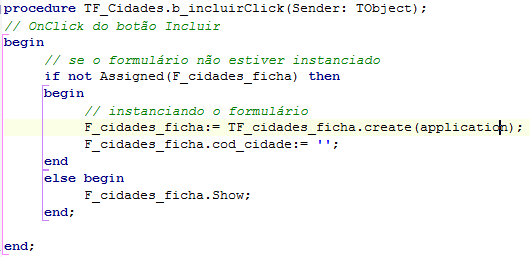 procedure TF_Cidades.b_incluirClick(Sender: TObject);
// OnClick do botão Incluir
begin
// se o formulário não estiver instanciado
if not Assigned(F_cidades_ficha) then
begin
// instanciando o formulário
F_cidades_ficha:= TF_cidades_ficha.create(application);
F_cidades_ficha.cod_cidade:= '';
end
else begin
F_cidades_ficha.Show;
end;
end;